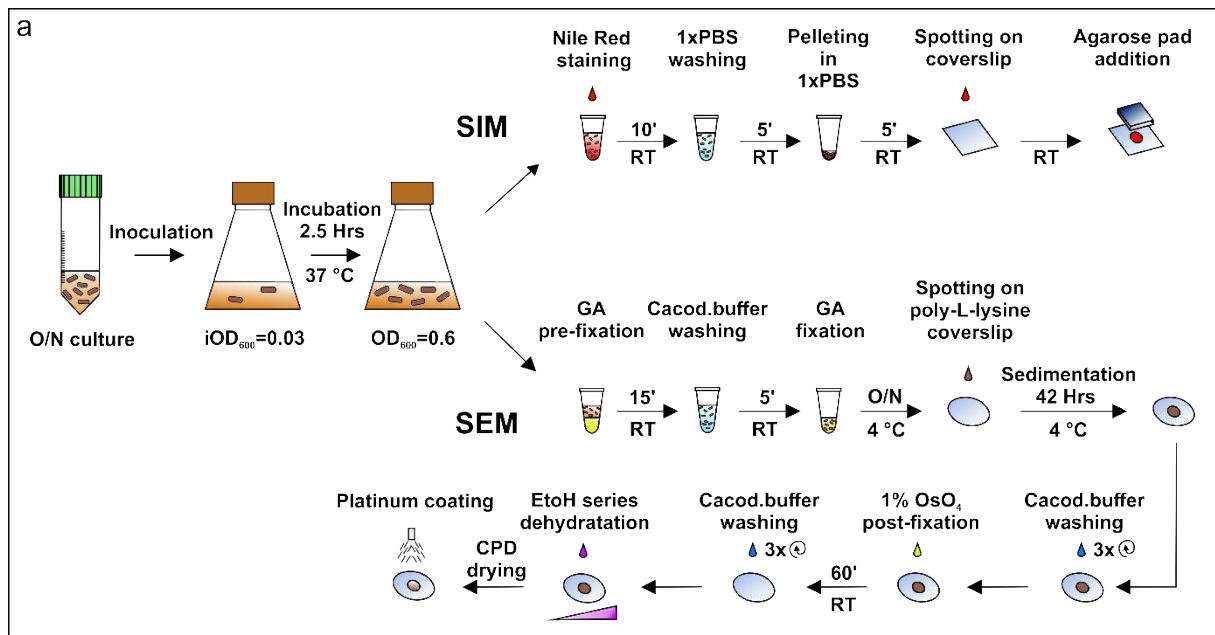 a
Nile Red
staining
1xPBS
washing
Pelleting
in
1xPBS
Spotting on
coverslip
Agarose pad
addition
SIM
10'
RT
5'
RT
5'
RT
RT
Inoculation
Incubation
2.5 Hrs
37 °C
O/N culture
iOD₆₀₀=0.03
OD₆₀₀=0.6
SEM
GA
pre-fixation
Cacod.buffer
washing
GA
fixation
Spotting on
poly-L-lysine
coverslip
15'
RT
5'
RT
O/N
4 °C
Sedimentation
42 Hrs
4 °C
Cacod.buffer
washing
3x
1% OsO₄
post-fixation
60'
RT
Cacod.buffer
washing
3x
EtoH series
dehydratation
CPD
drying
Platinum coating